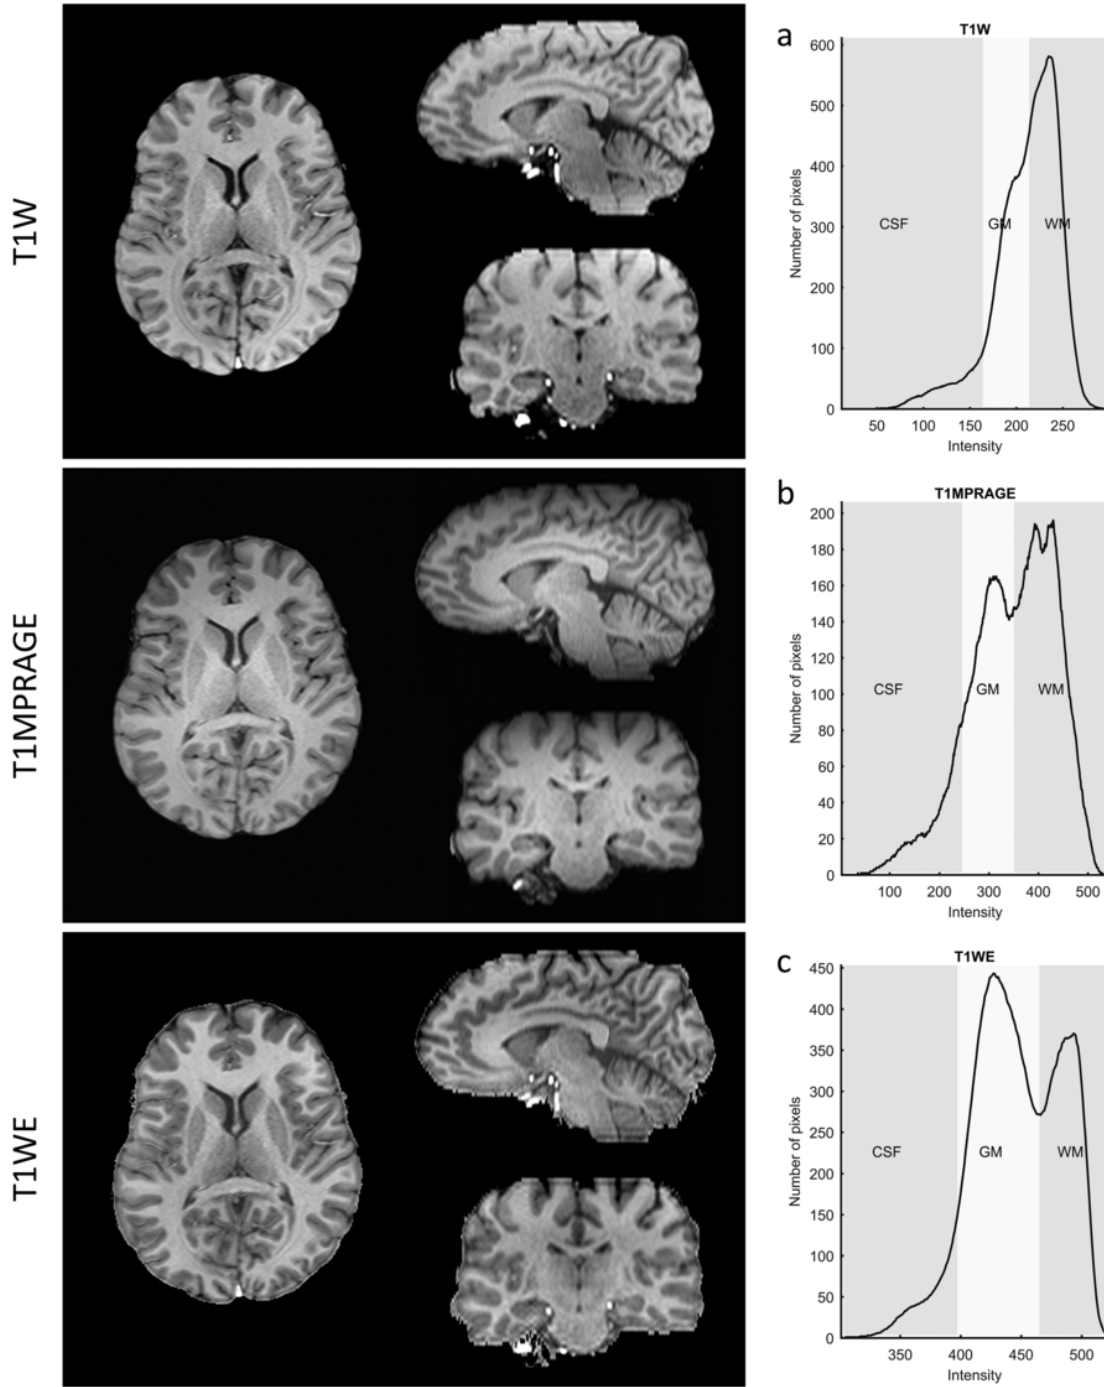 T1W
a
T1W
Number of pixels
600
500
400
300
200
100
0
CSF
GM
WM
50 100 150 200 250
Intensity
T1MPRAGE
b
T1MPRAGE
Number of pixels
200
180
160
140
120
100
80
60
40
20
0
CSF
GM
WM
100 200 300 400 500
Intensity
T1WE
c
T1WE
Number of pixels
450
400
350
300
250
200
150
100
50
0
CSF
GM
WM
350 400 450 500
Intensity